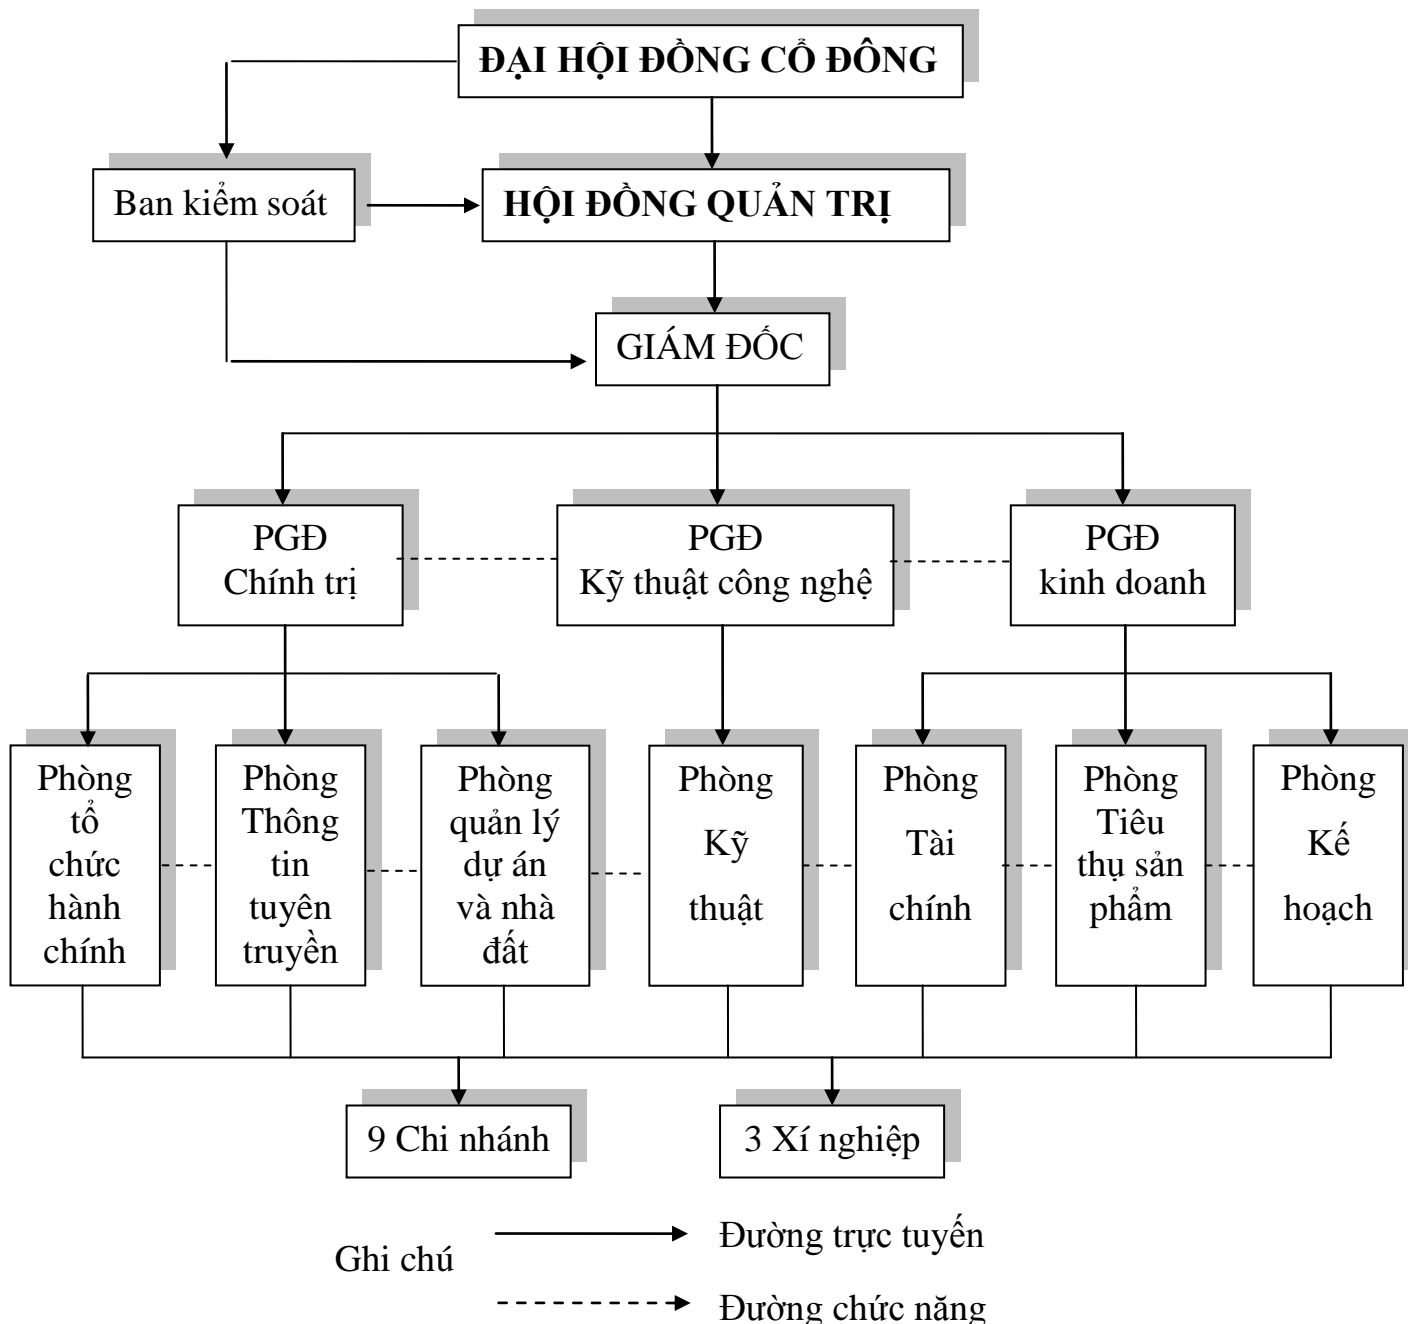 ĐẠI HỘI ĐỒNG CỔ ĐÔNG
Ban kiểm soát
HỘI ĐỒNG QUẢN TRỊ
GIÁM ĐỐC
PGĐ
Chính trị
PGĐ
Kỹ thuật công nghệ
PGĐ
kinh doanh
Phòng
tổ
chức
hành
chính
Phòng
Thông
tin
tuyên
truyền
Phòng
quản lý
dự án
và nhà
đất
Phòng
Kỹ
thuật
Phòng
Tài
chính
Phòng
Tiêu
thụ sản
phẩm
Phòng
Kế
hoạch
9 Chi nhánh
3 Xí nghiệp
Ghi chú
Đường trực tuyến
Đường chức năng